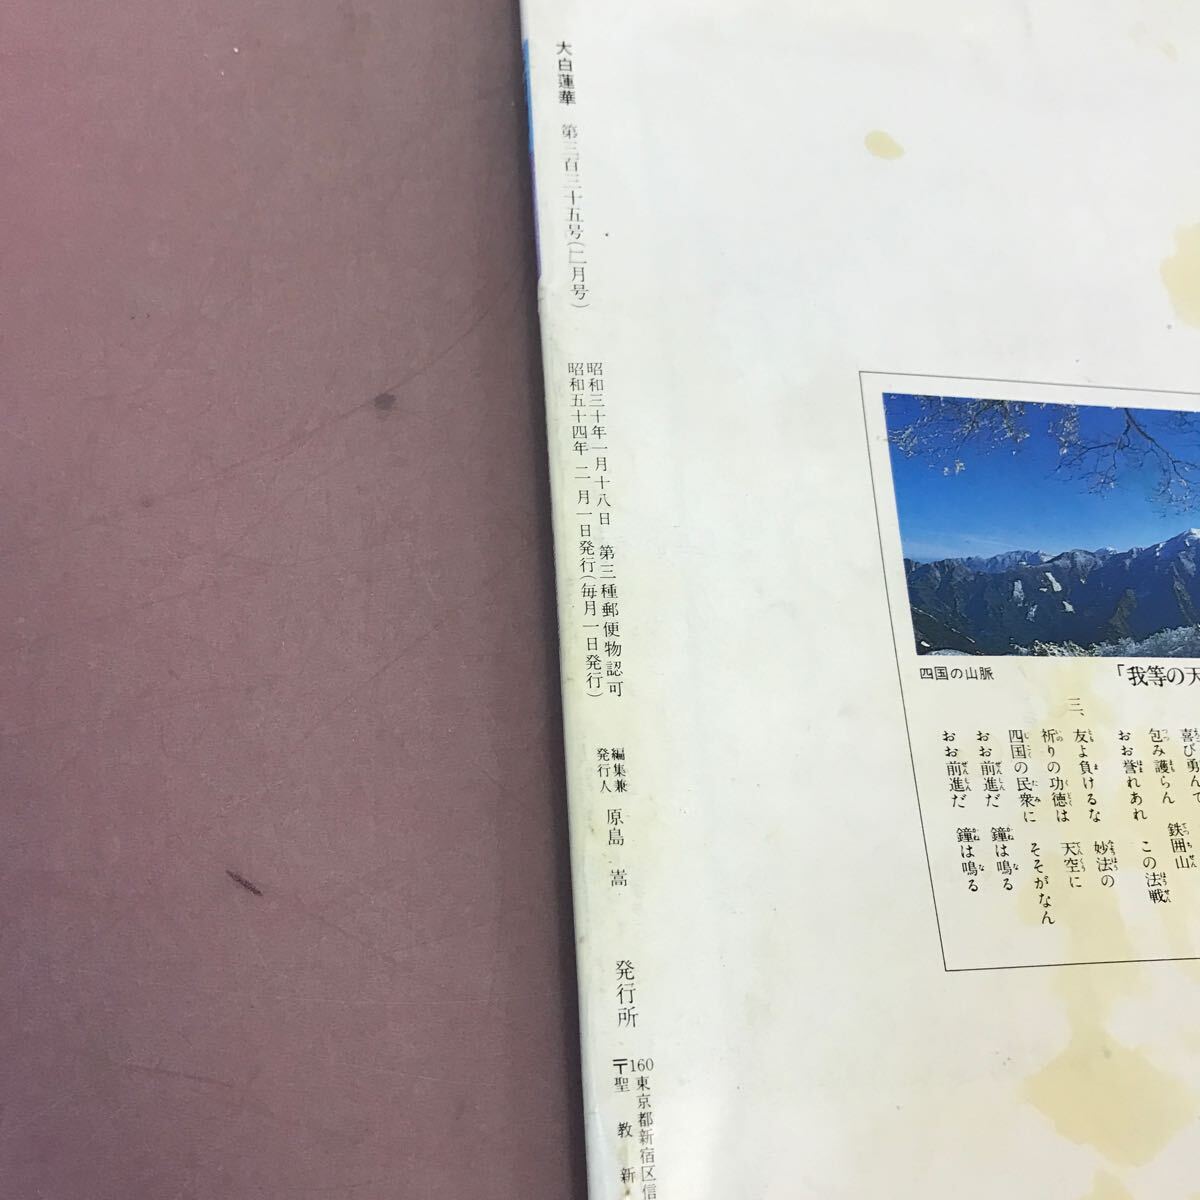 大白蓮華 第三百三十五号(二月号)
昭和三十年一月十八日 第三種郵便物認可
昭和五十四年 二月一日発行(毎月一日発行)
編集兼
発行人 原島 嵩
発行所
〒160 東京都新宿区信
聖教新
四国の山脈
「我等の天
喜び勇んで
包み護らん 鉄囲山
おお誉れあれ この法戦
三、
友よ負けるな 妙法の
祈りの功徳は 天空に
四国の民衆に そそがなん
おお前進だ 鐘は鳴る
おお前進だ 鐘は鳴る